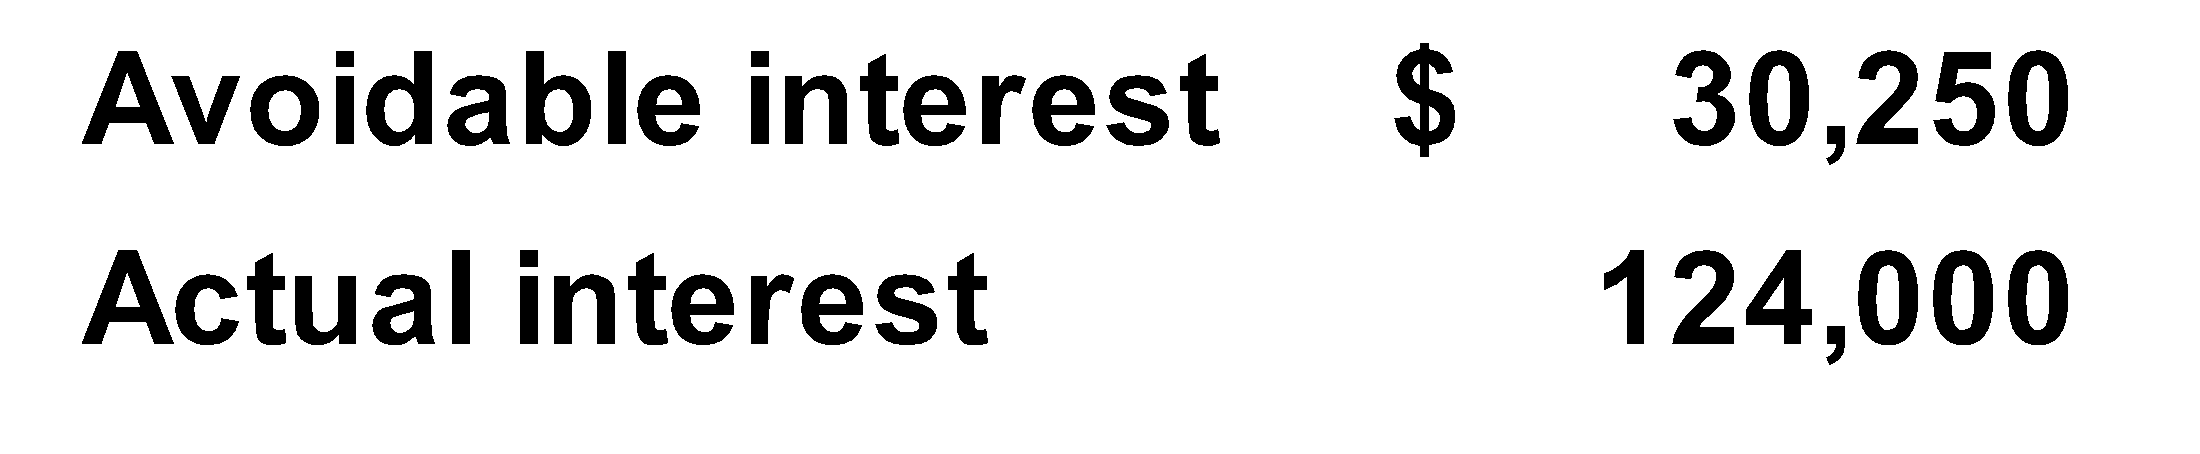 Avoidable interest $ 30,250
Actual interest 124,000